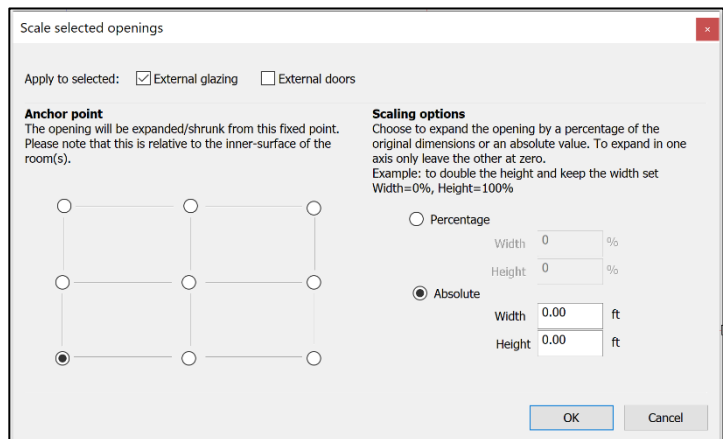 Scale selected openings
Apply to selected: External glazing External doors
Anchor point
The opening will be expanded/shrunk from this fixed point.
Please note that this is relative to the inner-surface of the
room(s).
Scaling options
Choose to expand the opening by a percentage of the
original dimensions or an absolute value. To expand in one
axis only leave the other at zero.
Example: to double the height and keep the width set
Width=0%, Height=100%
Percentage
Width 0 %
Height 0 %
Absolute
Width 0.00 ft
Height 0.00 ft
OK Cancel